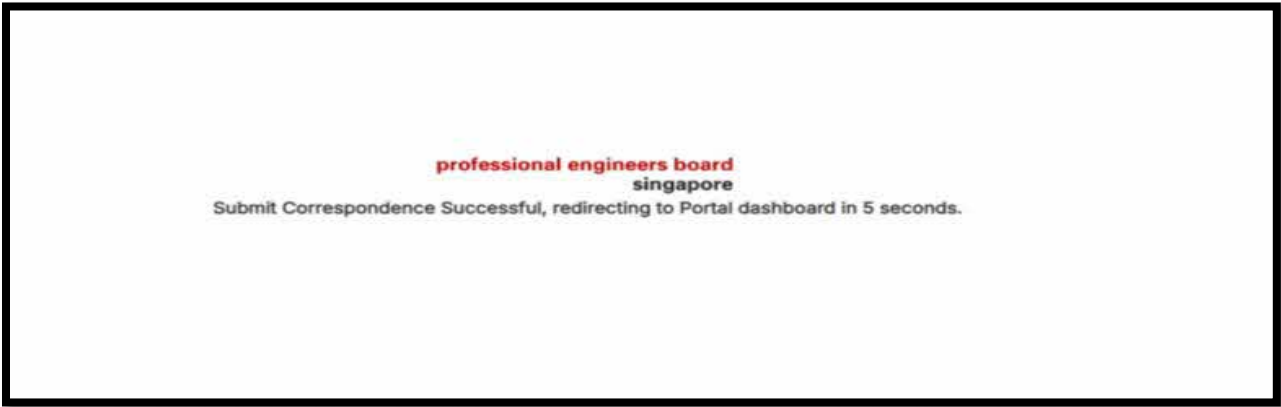 professional engineers board
singapore
Submit Correspondence Successful, redirecting to Portal dashboard in 5 seconds.